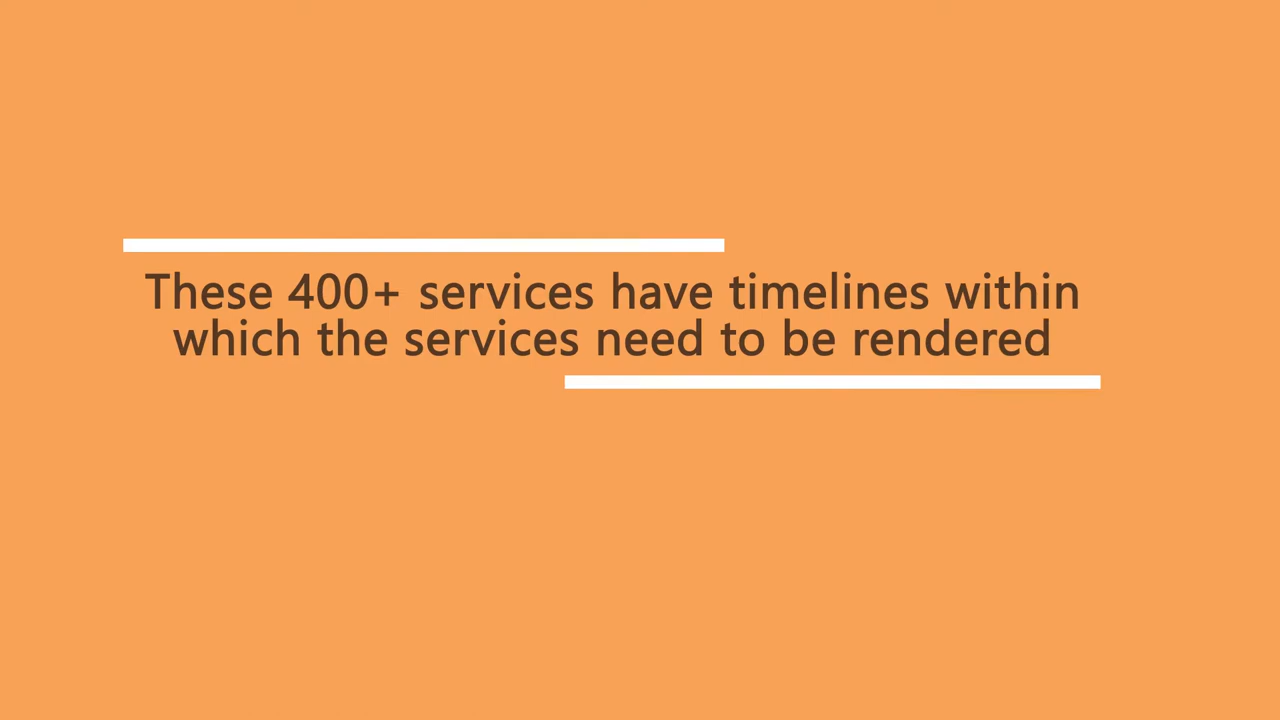 These 400+ services have timelines within
which the services need to be rendered